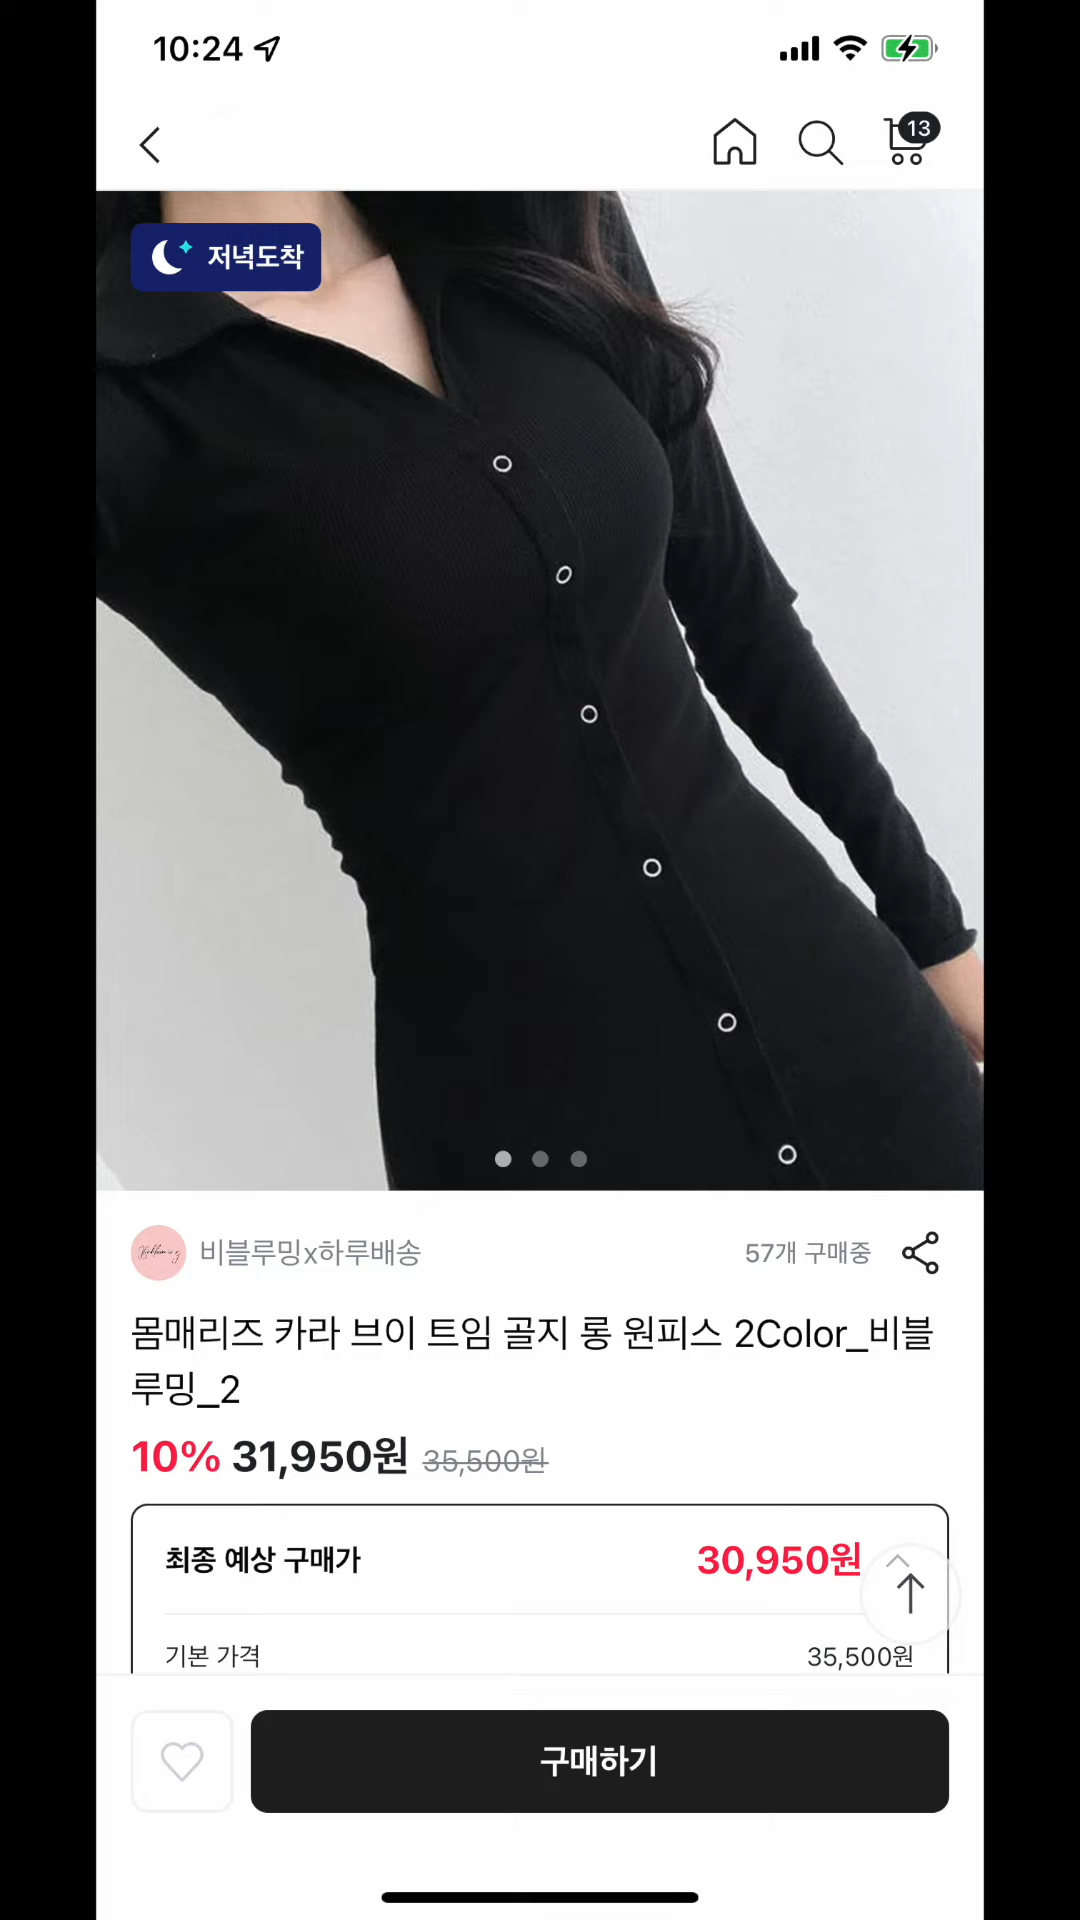 10:24
13
저녁도착
비블루밍x하루배송
57개 구매중
몸매리즈 카라 브이 트임 골지 롱 원피스 2Color_비블
루밍_2
10% 31,950원 35,500원
최종 예상 구매가 30,950원
기본 가격 35,500원
구매하기